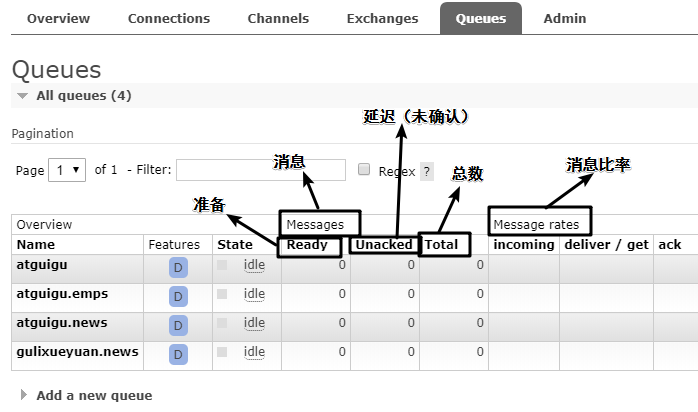 Overview Connections Channels Exchanges Queues Admin
Queues
All queues (4)
延迟（未确认）
Pagination
消息 总数 消息比率
Page 1 of 1 - Filter: Regex ?
准备
Overview Messages Message rates
Name Features State Ready Unacked Total incoming deliver / get ack
atguigu D idle 0 0 0
atguigu.emps D idle 0 0 0
atguigu.news D idle 0 0 0
gulixueyuan.news D idle 0 0 0
Add a new queue